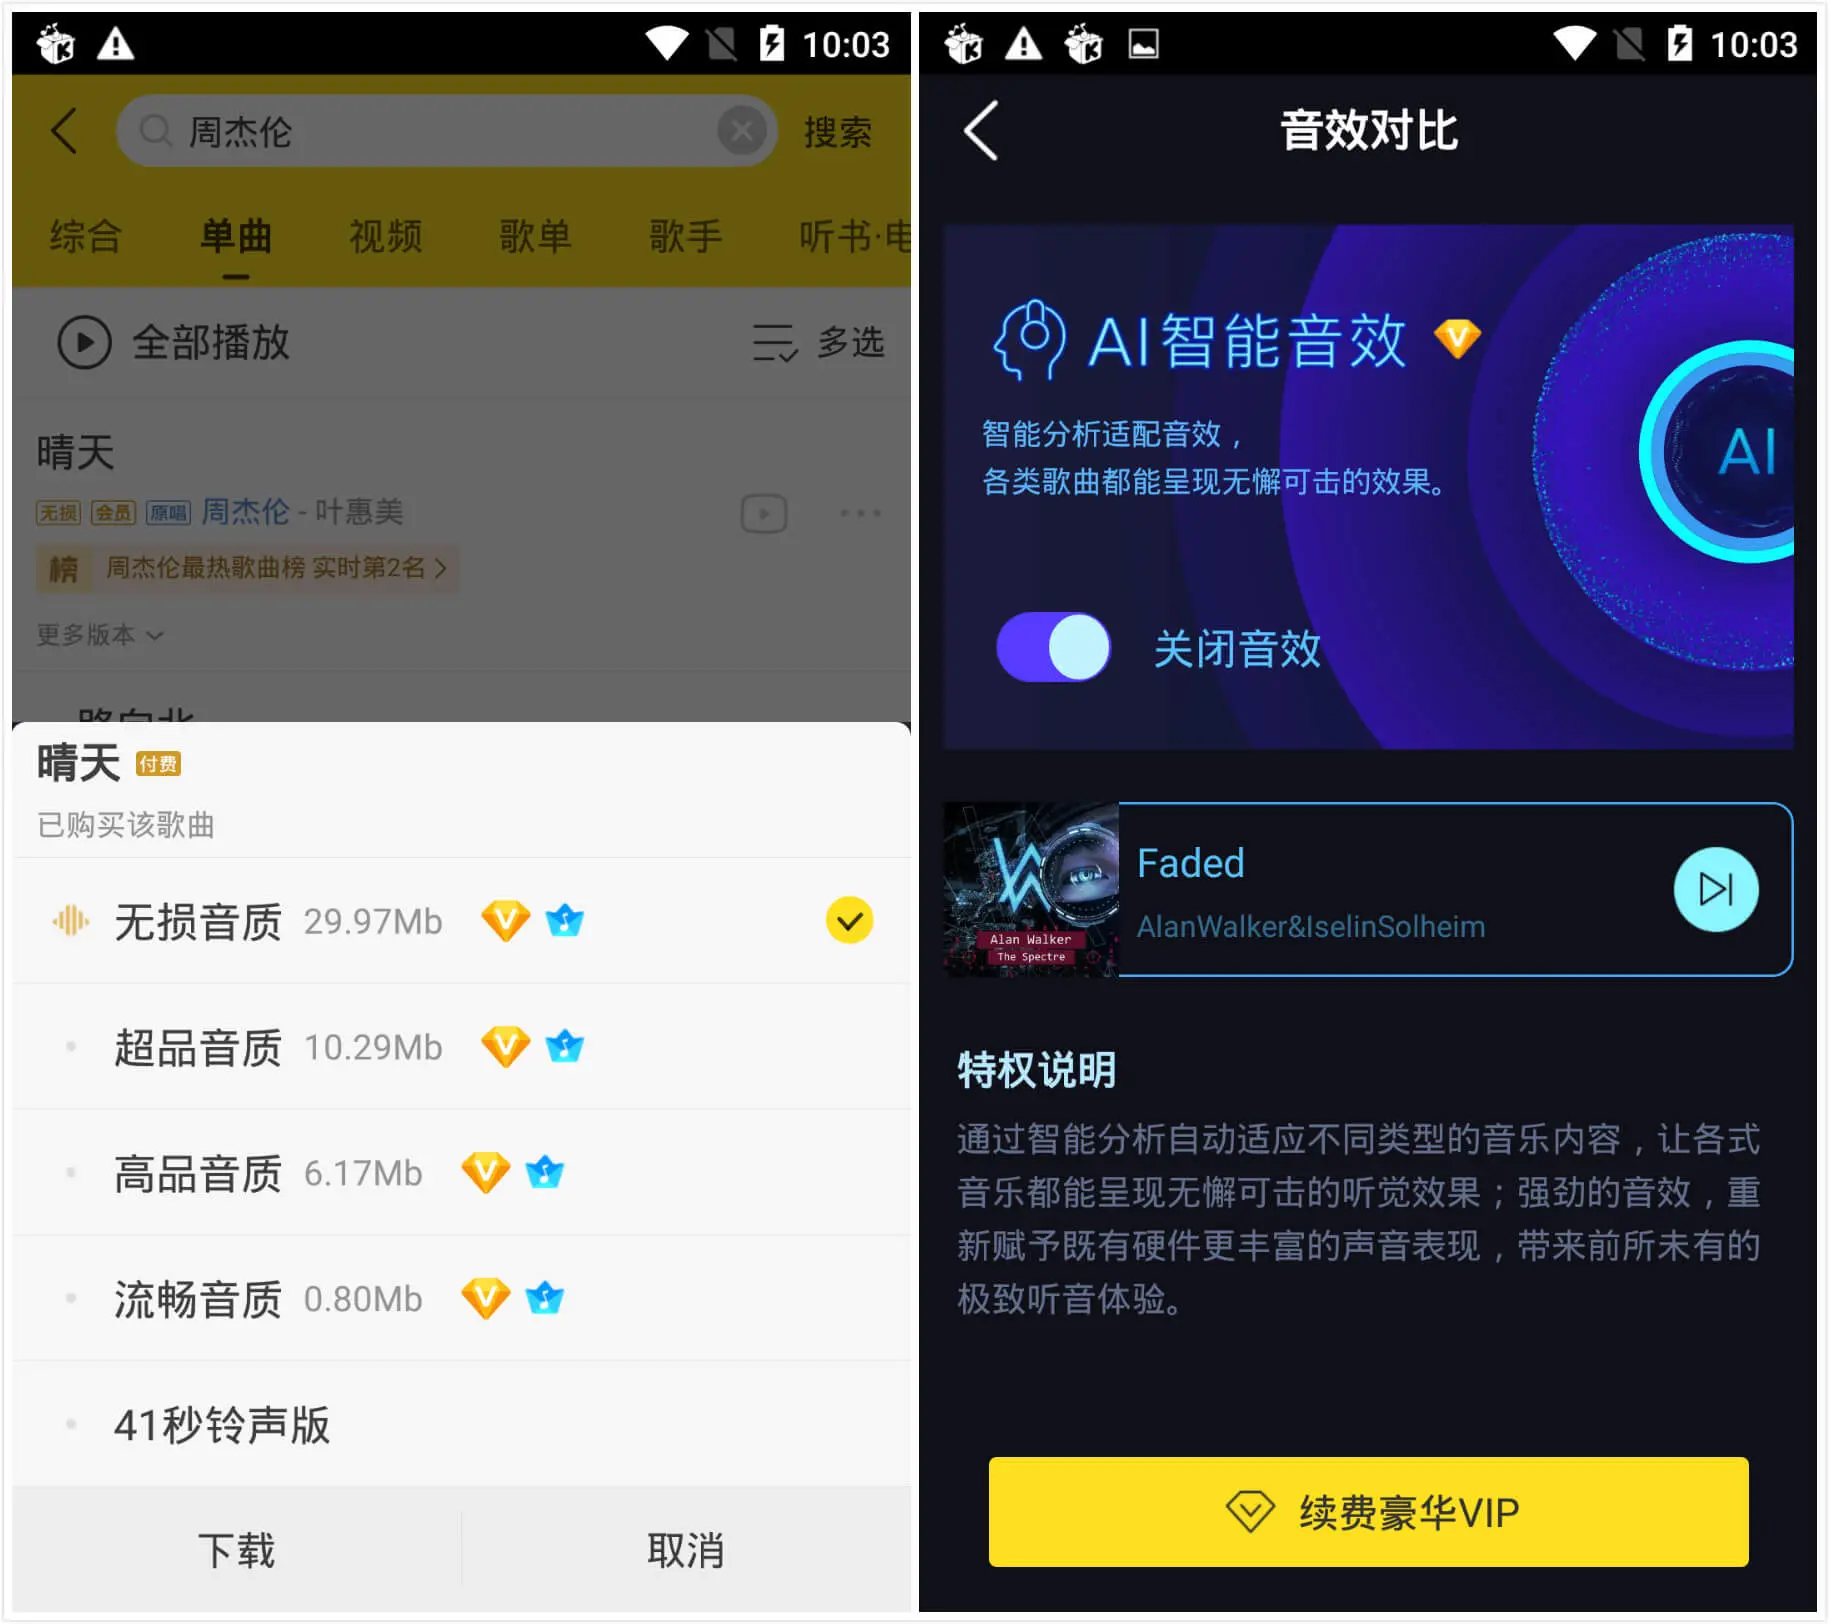 10:03
周杰伦
搜索
综合 单曲 视频 歌单 歌手 听书·电
全部播放 多选
晴天
无损 会员 原唱 周杰伦 - 叶惠美
榜 周杰伦最热歌曲榜 实时第2名
更多版本
晴天 付费
已购买该歌曲
无损音质 29.97Mb
超品音质 10.29Mb
高品音质 6.17Mb
流畅音质 0.80Mb
41秒铃声版
下载 取消
10:03
音效对比
AI智能音效
智能分析适配音效，
各类歌曲都能呈现无懈可击的效果。
AI
关闭音效
Faded
AlanWalker&IselinSolheim
Alan Walker
The Spectre
特权说明
通过智能分析自动适应不同类型的音乐内容，让各式
音乐都能呈现无懈可击的听觉效果；强劲的音效，重
新赋予既有硬件更丰富的声音表现，带来前所未有的
极致听音体验。
续费豪华VIP